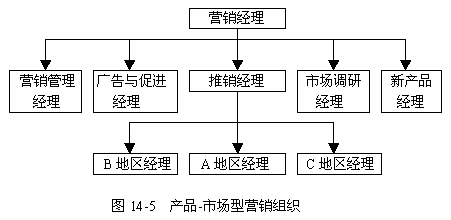 营销经理
营销管理
经理
广告与促进
经理
推销经理
市场调研
经理
新产品
经理
B 地区经理
A 地区经理
C 地区经理
图 14-5 产品-市场型营销组织